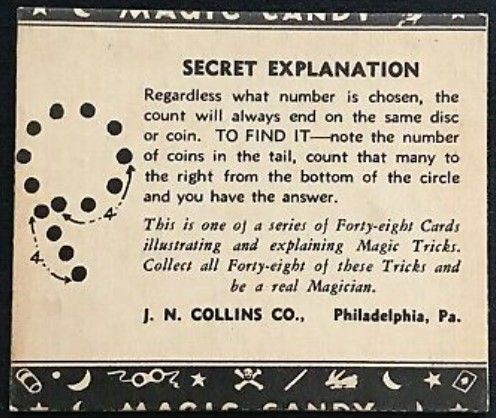 MAGIC CANDY
SECRET EXPLANATION
Regardless what number is chosen, the
count will always end on the same disc
or coin. TO FIND IT—note the number
of coins in the tail, count that many to
the right from the bottom of the circle
and you have the answer.
4
4
This is one of a series of Forty-eight Cards
illustrating and explaining Magic Tricks.
Collect all Forty-eight of these Tricks and
be a real Magician.
J. N. COLLINS CO., Philadelphia, Pa.
MAGIC CANDY